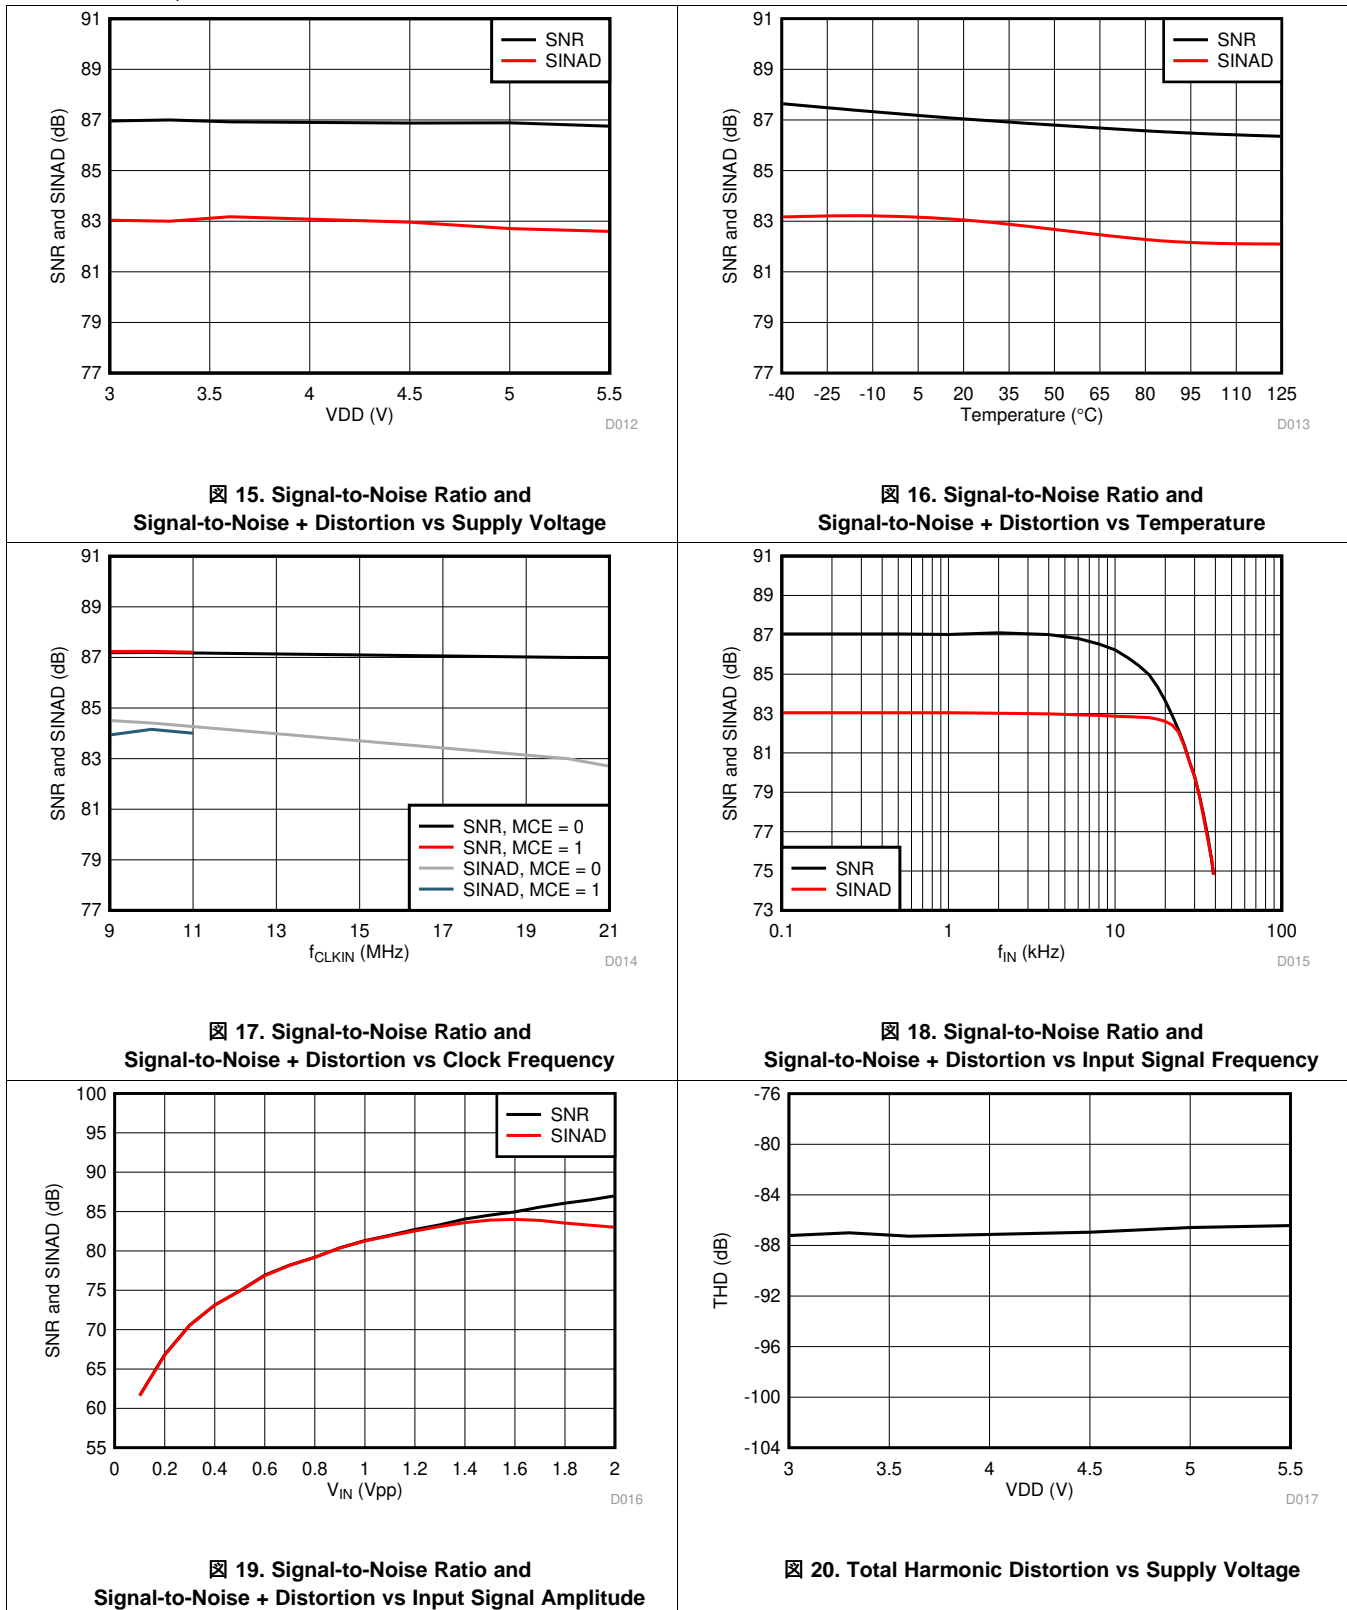 91
89
87
85
83
81
79
77
SNR and SINAD (dB)
SNR
SINAD
3 3.5 4 4.5 5 5.5
VDD (V)
D012
図 15. Signal-to-Noise Ratio and
Signal-to-Noise + Distortion vs Supply Voltage
91
89
87
85
83
81
79
77
SNR and SINAD (dB)
SNR
SINAD
-40 -25 -10 5 20 35 50 65 80 95 110 125
Temperature (°C)
D013
図 16. Signal-to-Noise Ratio and
Signal-to-Noise + Distortion vs Temperature
91
89
87
85
83
81
79
77
SNR and SINAD (dB)
SNR, MCE = 0
SNR, MCE = 1
SINAD, MCE = 0
SINAD, MCE = 1
9 11 13 15 17 19 21
fCLKIN (MHz)
D014
図 17. Signal-to-Noise Ratio and
Signal-to-Noise + Distortion vs Clock Frequency
91
89
87
85
83
81
79
77
75
73
SNR and SINAD (dB)
SNR
SINAD
0.1 1 10 100
fIN (kHz)
D015
図 18. Signal-to-Noise Ratio and
Signal-to-Noise + Distortion vs Input Signal Frequency
100
95
90
85
80
75
70
65
60
55
SNR and SINAD (dB)
SNR
SINAD
0 0.2 0.4 0.6 0.8 1 1.2 1.4 1.6 1.8 2
VIN (Vpp)
D016
図 19. Signal-to-Noise Ratio and
Signal-to-Noise + Distortion vs Input Signal Amplitude
-76
-80
-84
-88
-92
-96
-100
-104
THD (dB)
3 3.5 4 4.5 5 5.5
VDD (V)
D017
図 20. Total Harmonic Distortion vs Supply Voltage